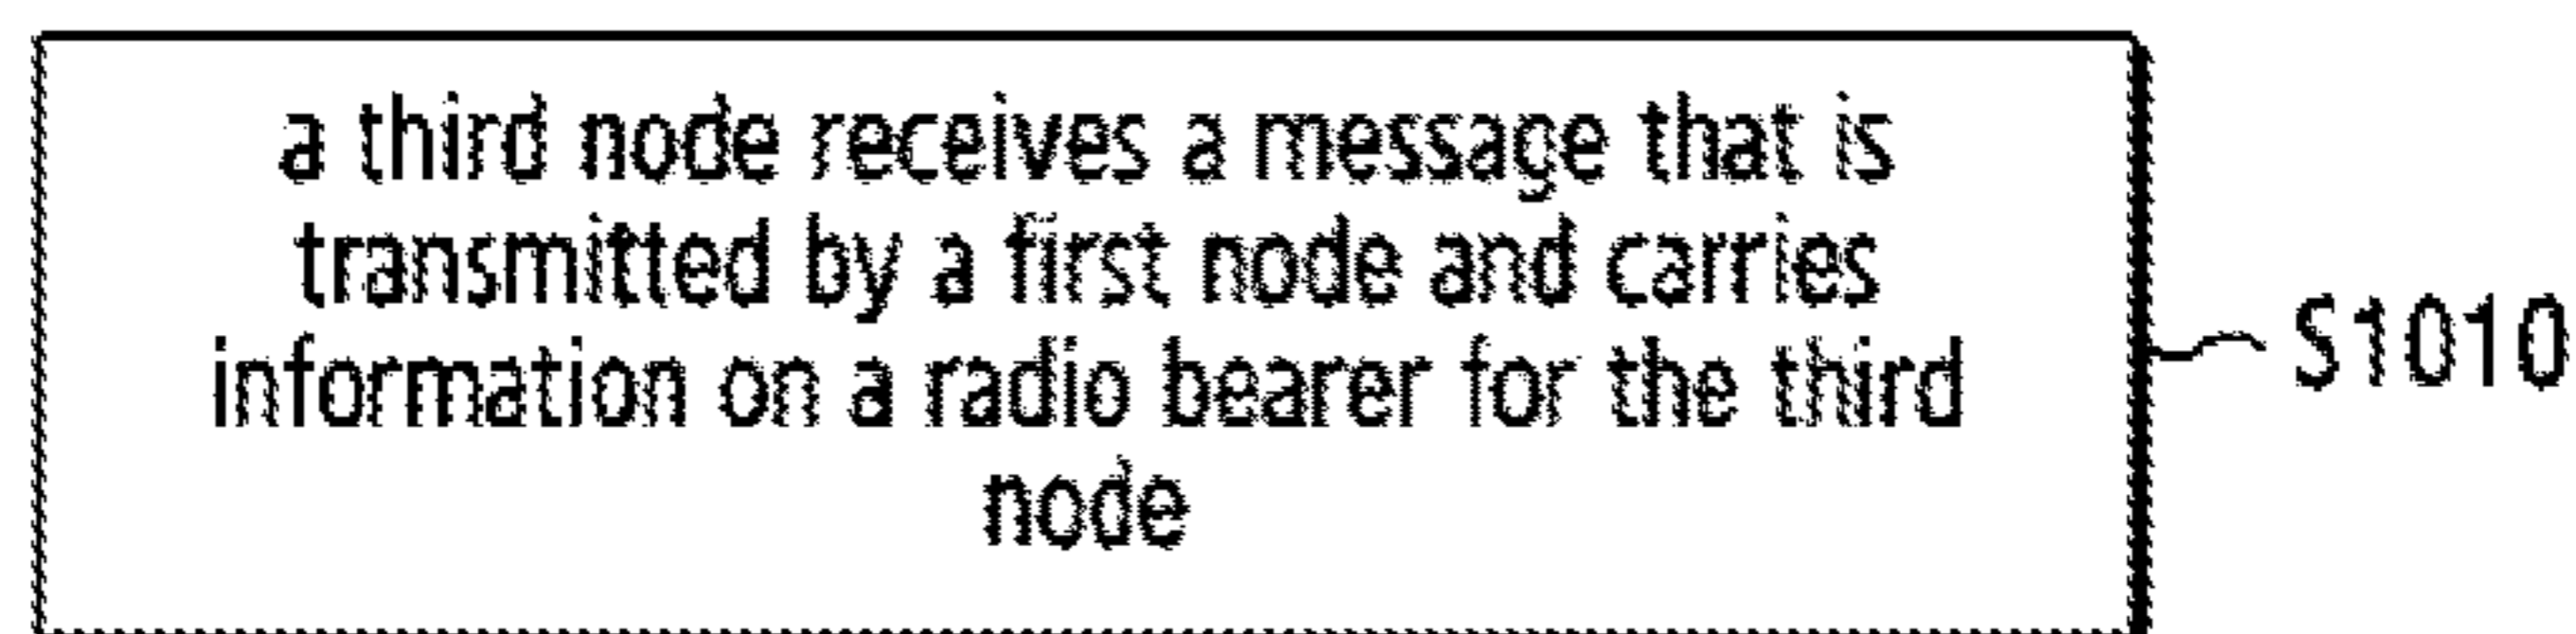 a third node receives a message that is
transmitted by a first node and carries
information on a radio bearer for the third
node
S1010